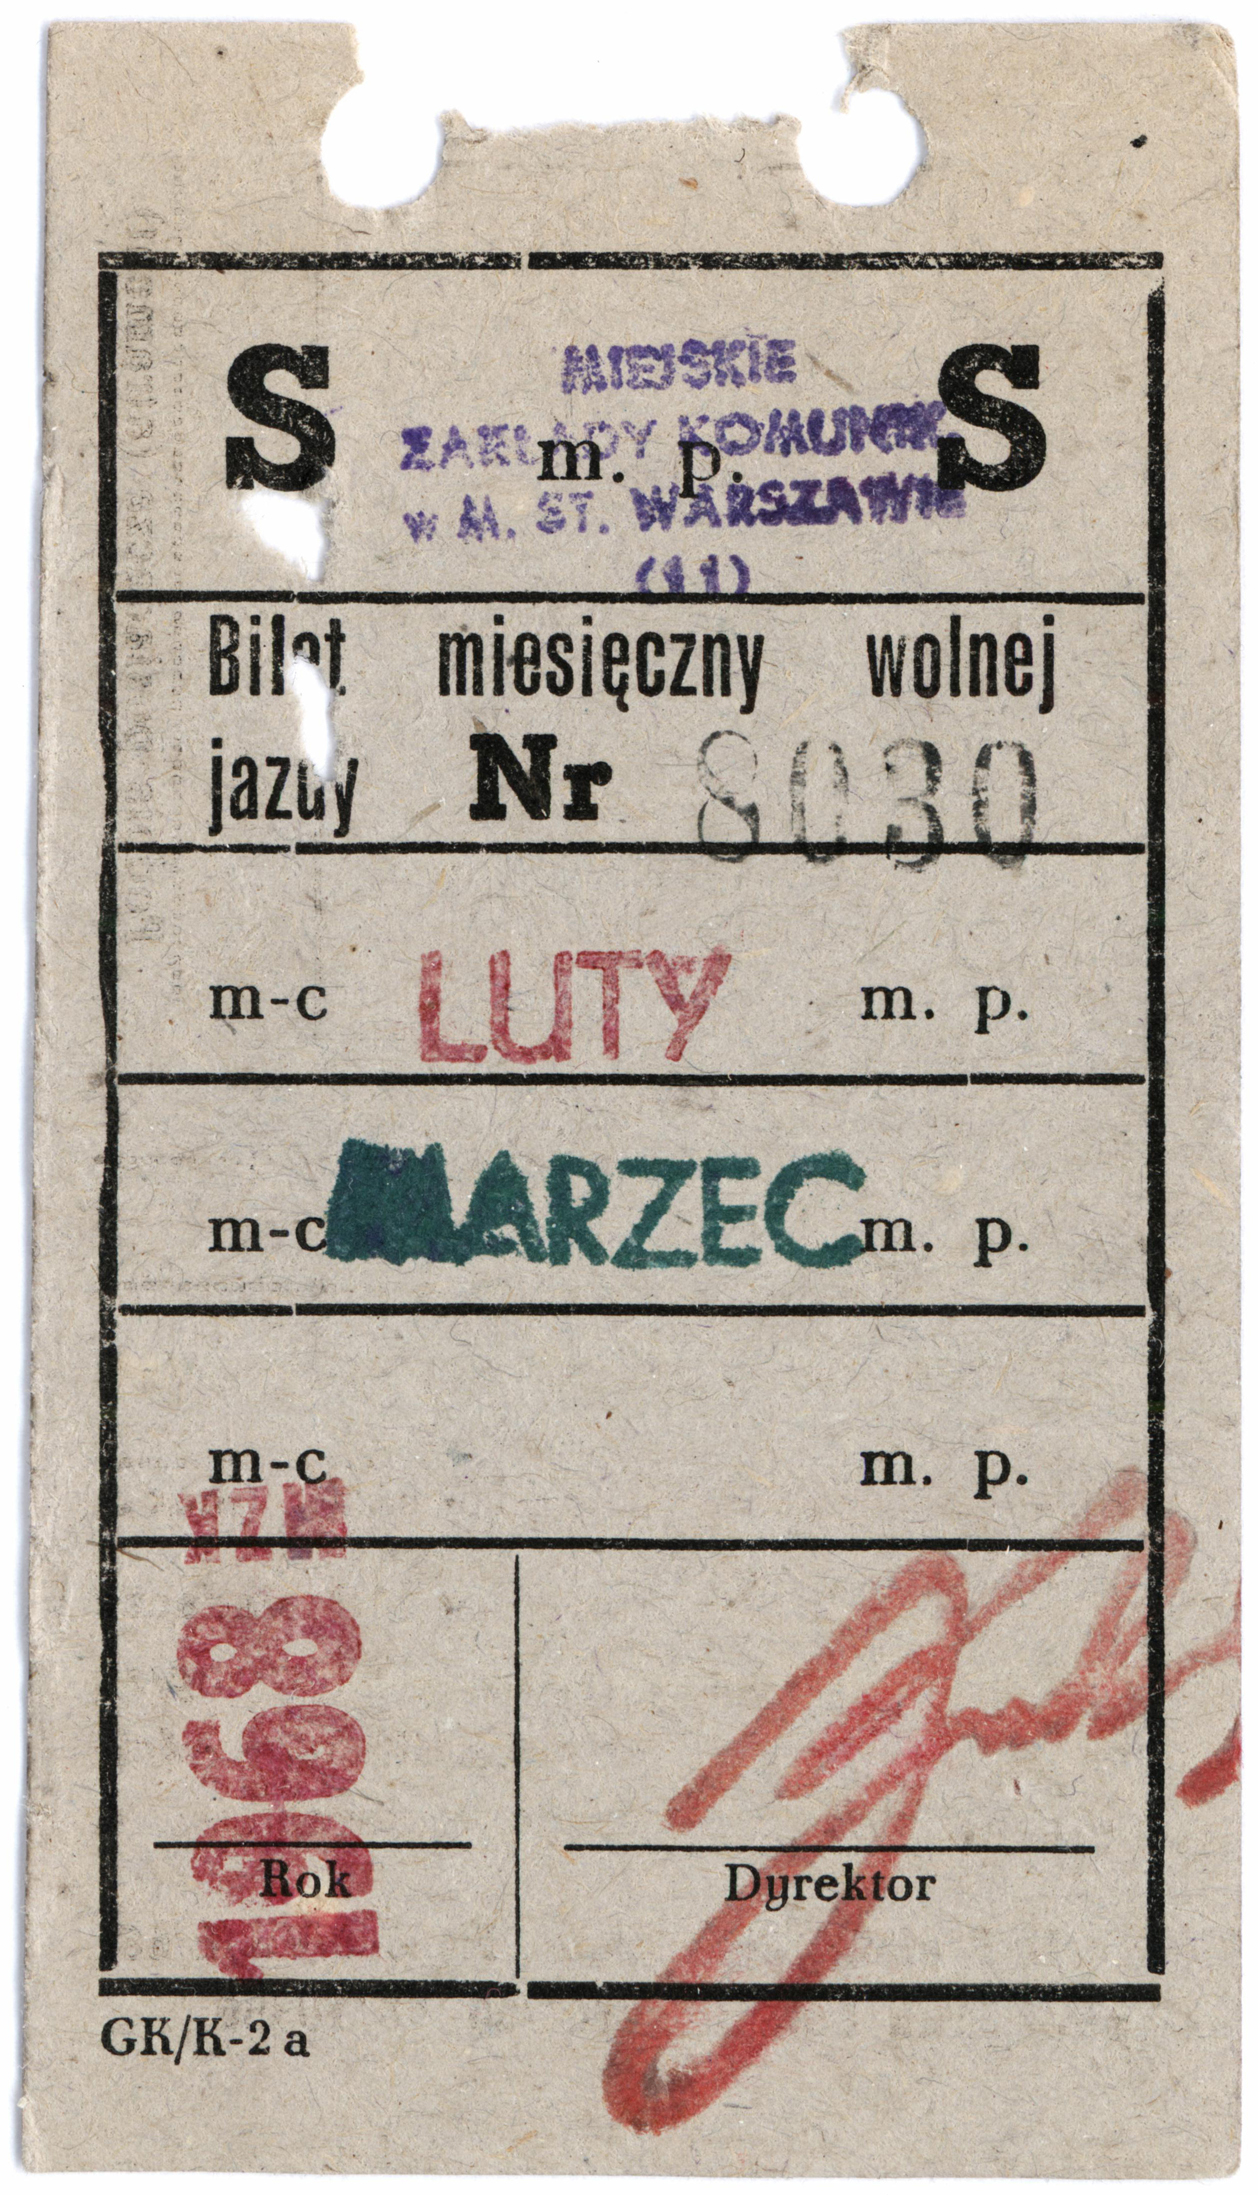 S MIEJSKIE S
ZAKŁADY KOMUNIK.
m. p.
w M. ST. WARSZAWIE
(11)
Bilet miesięczny wolnej
jazdy Nr 8030
m-c LUTY m. p.
m-c MARZEC m. p.
m-c m. p.
MZK
1968
Rok Dyrektor
GK/K-2 a